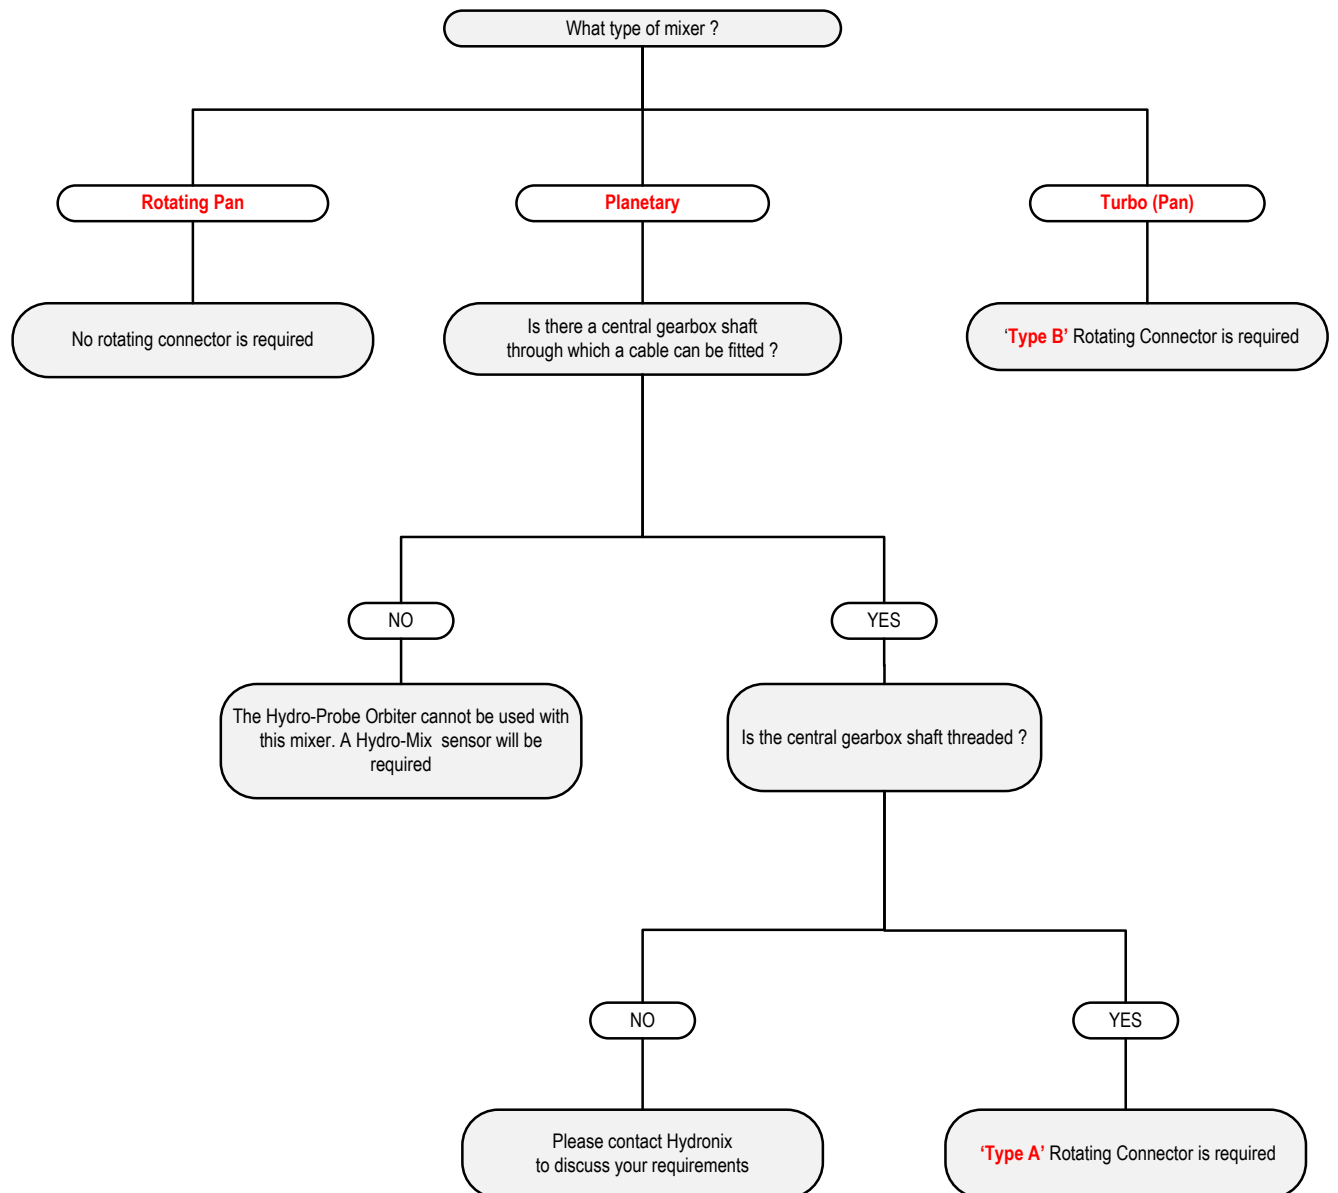 What type of mixer ?
Rotating Pan
Planetary
Turbo (Pan)
No rotating connector is required
Is there a central gearbox shaft
through which a cable can be fitted ?
‘Type B’ Rotating Connector is required
NO
YES
The Hydro-Probe Orbiter cannot be used with
this mixer. A Hydro-Mix sensor will be
required
Is the central gearbox shaft threaded ?
NO
YES
Please contact Hydronix
to discuss your requirements
‘Type A’ Rotating Connector is required